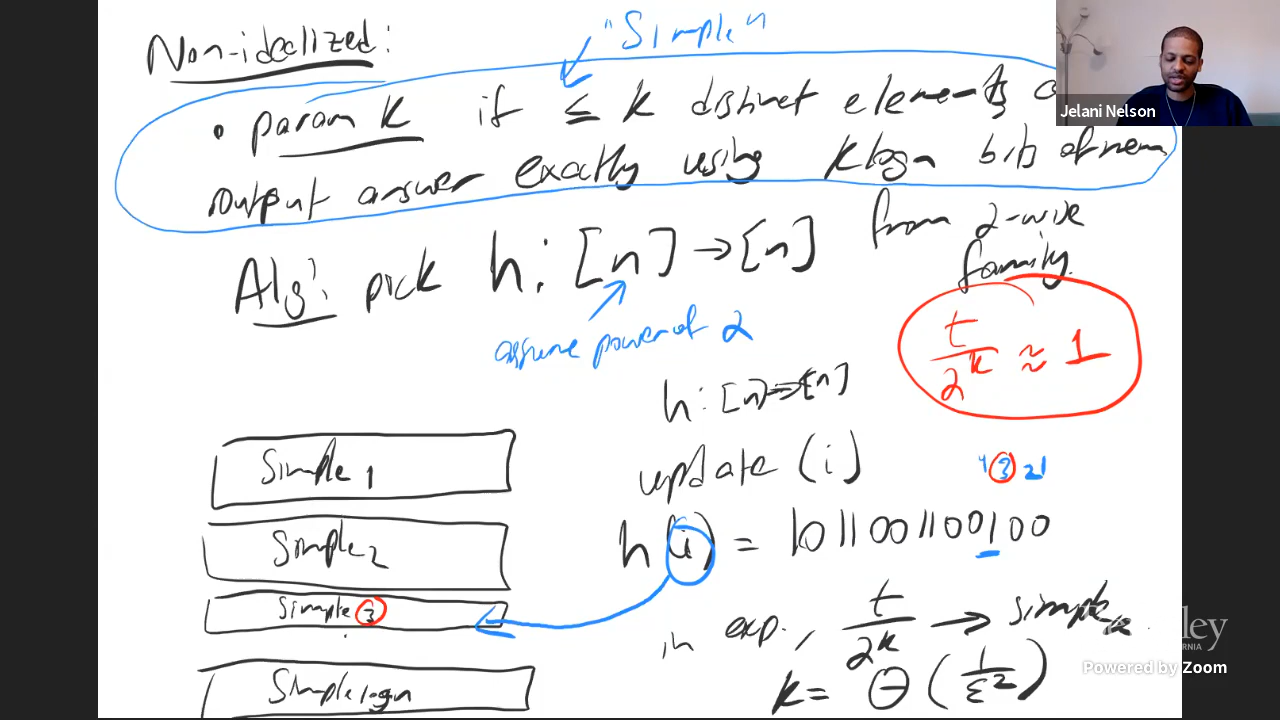 Non-idealized:
"Simple"
• param k if ≤ k distinct elements
output answer exactly using k log n bits of mem
Alg: pick h: [n] → [n] from 2-wise
family.
assume power of 2
t/2^k ≈ 1
h: [n] → [n]
update (i)
4 3 2 1
h(i) = 1011001100100
Simple 1
Simple 2
Simple 3
Simple log n
in exp., t/2^k → simple k
k = Θ(1/ε²)
Jelani Nelson
ley
RNIA
Powered by Zoom